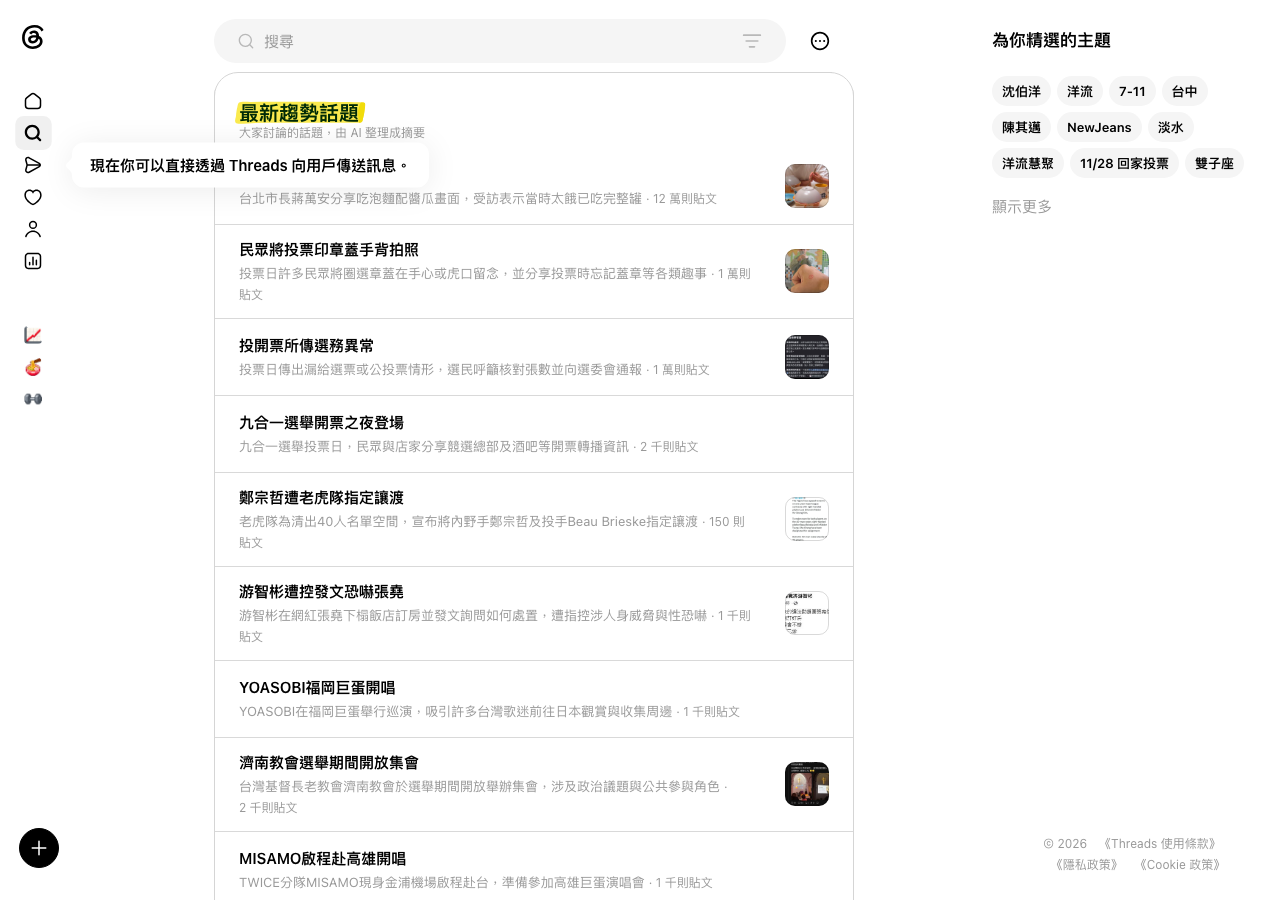 搜尋
最新趨勢話題
大家討論的話題，由 AI 整理成摘要
現在你可以直接透過 Threads 向用戶傳送訊息。
台北市長蔣萬安分享吃泡麵配醬瓜畫面，受訪表示當時太餓已吃完整罐 · 12 萬則貼文
民眾將投票印章蓋手背拍照
投票日許多民眾將圈選章蓋在手心或虎口留念，並分享投票時忘記蓋章等各類趣事 · 1 萬則
貼文
投開票所傳選務異常
投票日傳出漏給選票或公投票情形，選民呼籲核對張數並向選委會通報 · 1 萬則貼文
九合一選舉開票之夜登場
九合一選舉投票日，民眾與店家分享競選總部及酒吧等開票轉播資訊 · 2 千則貼文
鄭宗哲遭老虎隊指定讓渡
老虎隊為清出40人名單空間，宣布將內野手鄭宗哲及投手Beau Brieske指定讓渡 · 150 則
貼文
游智彬遭控發文恐嚇張堯
游智彬在網紅張堯下榻飯店訂房並發文詢問如何處置，遭指控涉人身威脅與性恐嚇 · 1 千則
貼文
YOASOBI福岡巨蛋開唱
YOASOBI在福岡巨蛋舉行巡演，吸引許多台灣歌迷前往日本觀賞與收集周邊 · 1 千則貼文
濟南教會選舉期間開放集會
台灣基督長老教會濟南教會於選舉期間開放舉辦集會，涉及政治議題與公共參與角色 ·
2 千則貼文
MISAMO啟程赴高雄開唱
TWICE分隊MISAMO現身金浦機場啟程赴台，準備參加高雄巨蛋演唱會 · 1 千則貼文
為你精選的主題
沈伯洋 洋流 7-11 台中
陳其邁 NewJeans 淡水
洋流慧聚 11/28 回家投票 雙子座
顯示更多
© 2026 《Threads 使用條款》
《隱私政策》 《Cookie 政策》